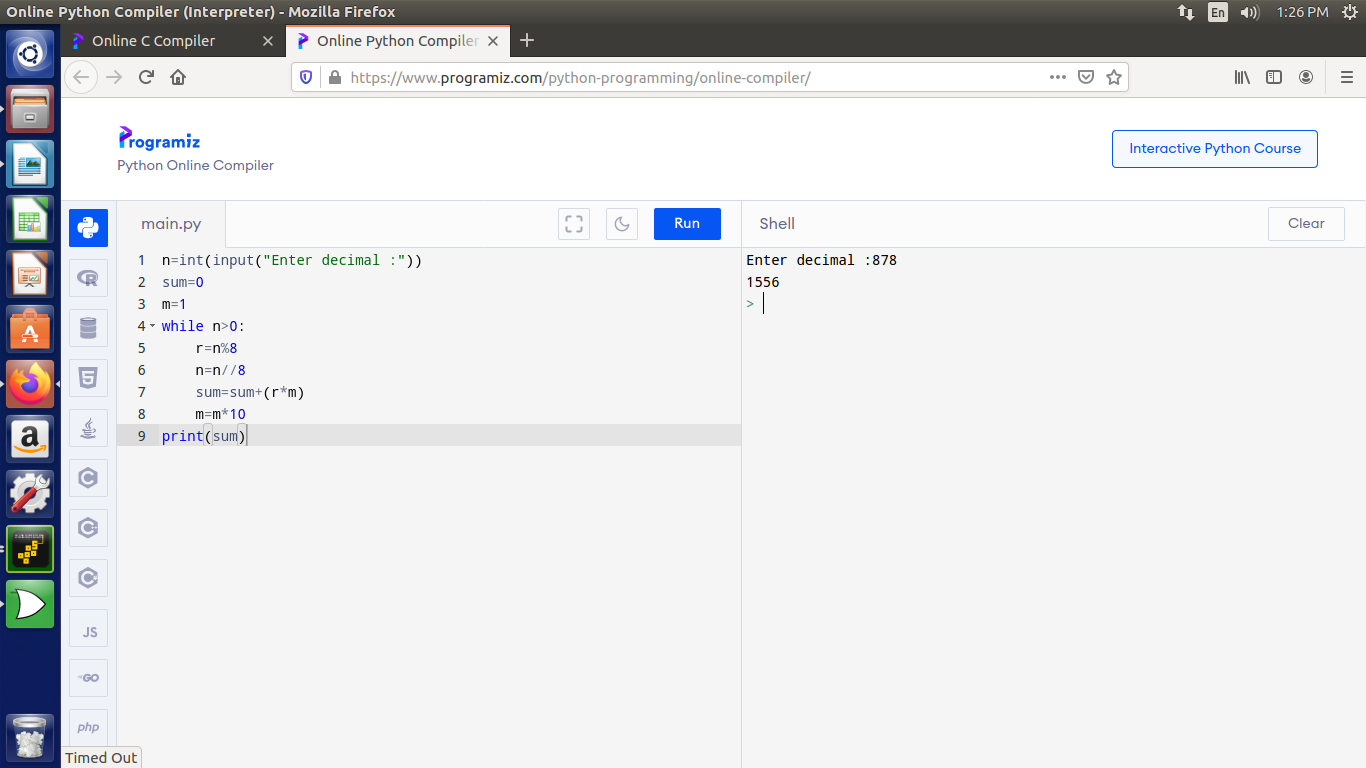 Online Python Compiler (Interpreter) - Mozilla Firefox
En
1:26 PM
Online C Compiler
Online Python Compiler
https://www.programiz.com/python-programming/online-compiler/
Programiz
Python Online Compiler
Interactive Python Course
main.py
Run
Shell
Clear
1 n=int(input("Enter decimal :"))
2 sum=0
3 m=1
4 while n>0:
5     r=n%8
6     n=n//8
7     sum=sum+(r*m)
8     m=m*10
9 print(sum)
Enter decimal :878
1556
>
JS
GO
php
Timed Out